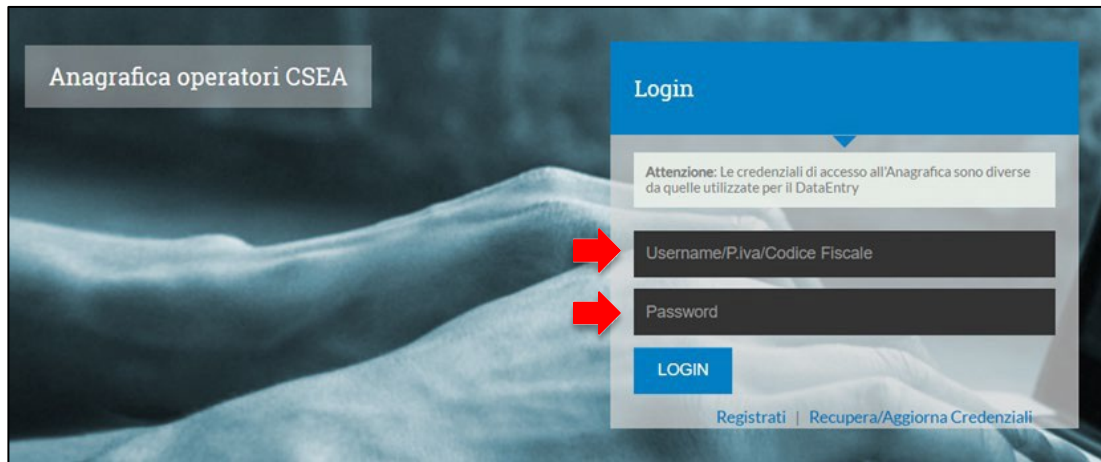 Anagrafica operatori CSEA
Login
Attenzione: Le credenziali di accesso all'Anagrafica sono diverse
da quelle utilizzate per il DataEntry
Username/P.iva/Codice Fiscale
Password
LOGIN
Registrati | Recupera/Aggiorna Credenziali